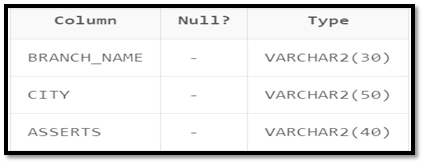 Column Null? Type
BRANCH_NAME - VARCHAR2(30)
CITY - VARCHAR2(50)
ASSERTS - VARCHAR2(40)